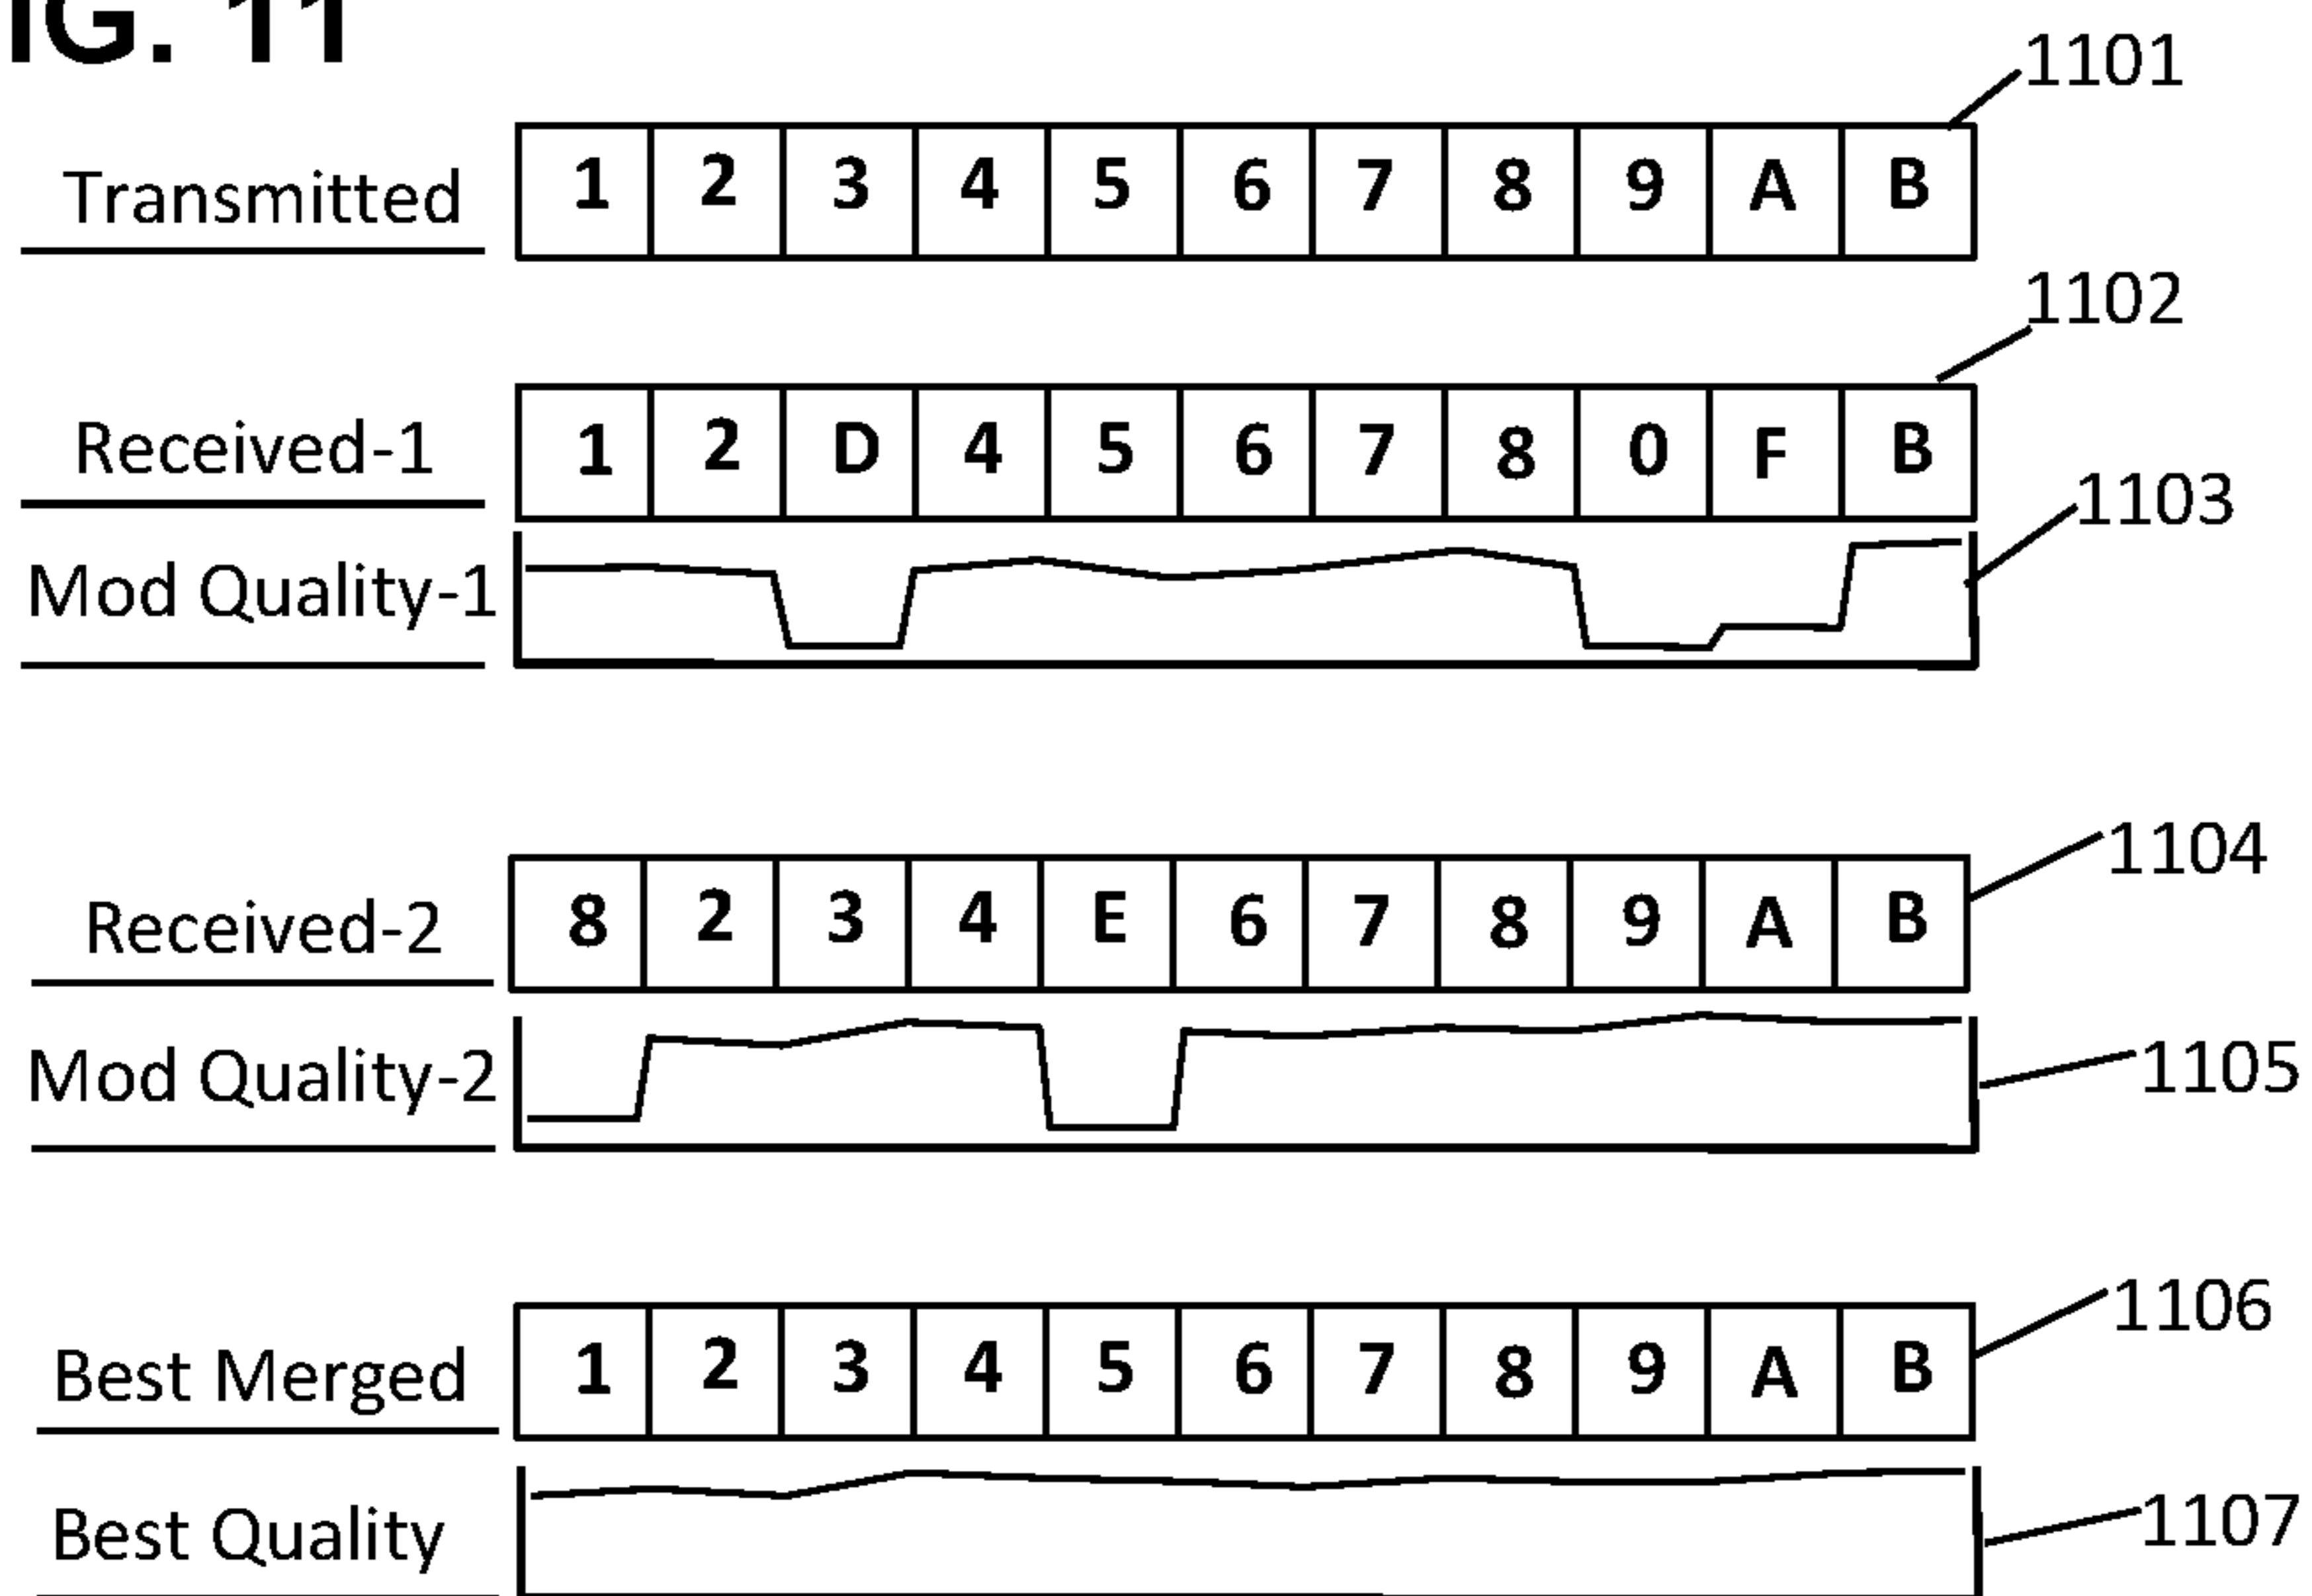 IG. 11
1101
Transmitted 1 2 3 4 5 6 7 8 9 A B
1102
Received-1 1 2 D 4 5 6 7 8 0 F B
1103
Mod Quality-1
1104
Received-2 8 2 3 4 E 6 7 8 9 A B
1105
Mod Quality-2
1106
Best Merged 1 2 3 4 5 6 7 8 9 A B
1107
Best Quality